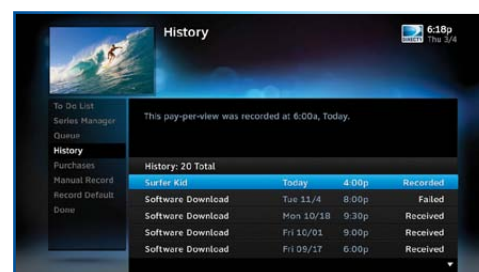 History
DIRECTV
6:18p
Thu 3/4
To Do List
Series Manager
Queue
History
Purchases
Manual Record
Record Default
Done
This pay-per-view was recorded at 6:00a, Today.
History: 20 Total
Surfer Kid Today 4:00p Recorded
Software Download Tue 11/4 8:00p Failed
Software Download Mon 10/18 9:30p Received
Software Download Fri 10/01 9:00p Received
Software Download Fri 09/17 6:00p Received